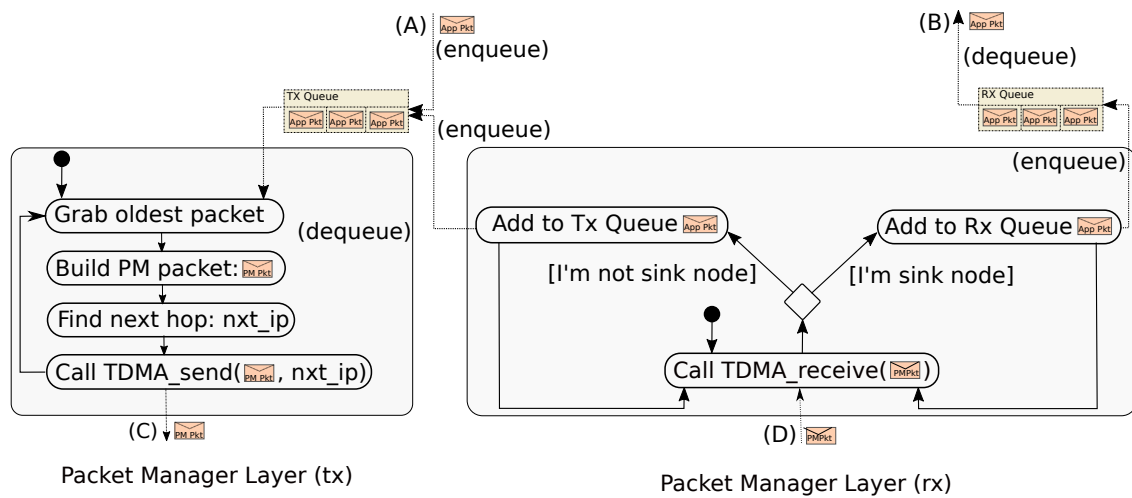 (A)
App Pkt
(enqueue)
(B)
App Pkt
(dequeue)
TX Queue
App Pkt App Pkt App Pkt
(enqueue)
RX Queue
App Pkt App Pkt App Pkt
(enqueue)
Grab oldest packet
(dequeue)
Build PM packet: PM Pkt
Find next hop: nxt_ip
Call TDMA_send( PM Pkt , nxt_ip)
(C)
PM Pkt
Packet Manager Layer (tx)
Add to Tx Queue App Pkt
Add to Rx Queue App Pkt
[I'm not sink node]
[I'm sink node]
Call TDMA_receive( PMPkt )
(D)
PMPkt
Packet Manager Layer (rx)